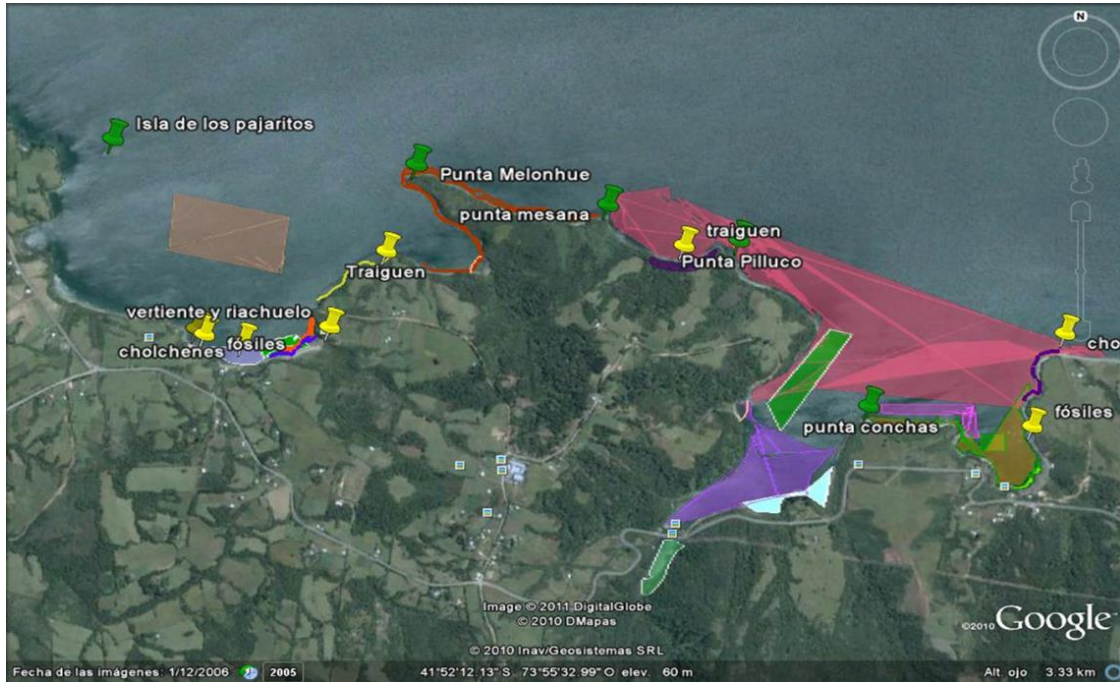 N
Isla de los pajaritos
Punta Melonhue
punta mesana
traiguen
Punta Pilluco
Traiguen
vertiente y riachuelo
cholchenes
fósiles
cho
fósiles
punta conchas
Image © 2011 DigitalGlobe
© 2010 DMapas
© 2010 Inav/Geosistemas SRL
©2010 Google
Fecha de las imágenes: 1/12/2006 2005 41°52'12.13" S 73°55'32.99" O elev. 60 m Alt. ojo 3.33 km